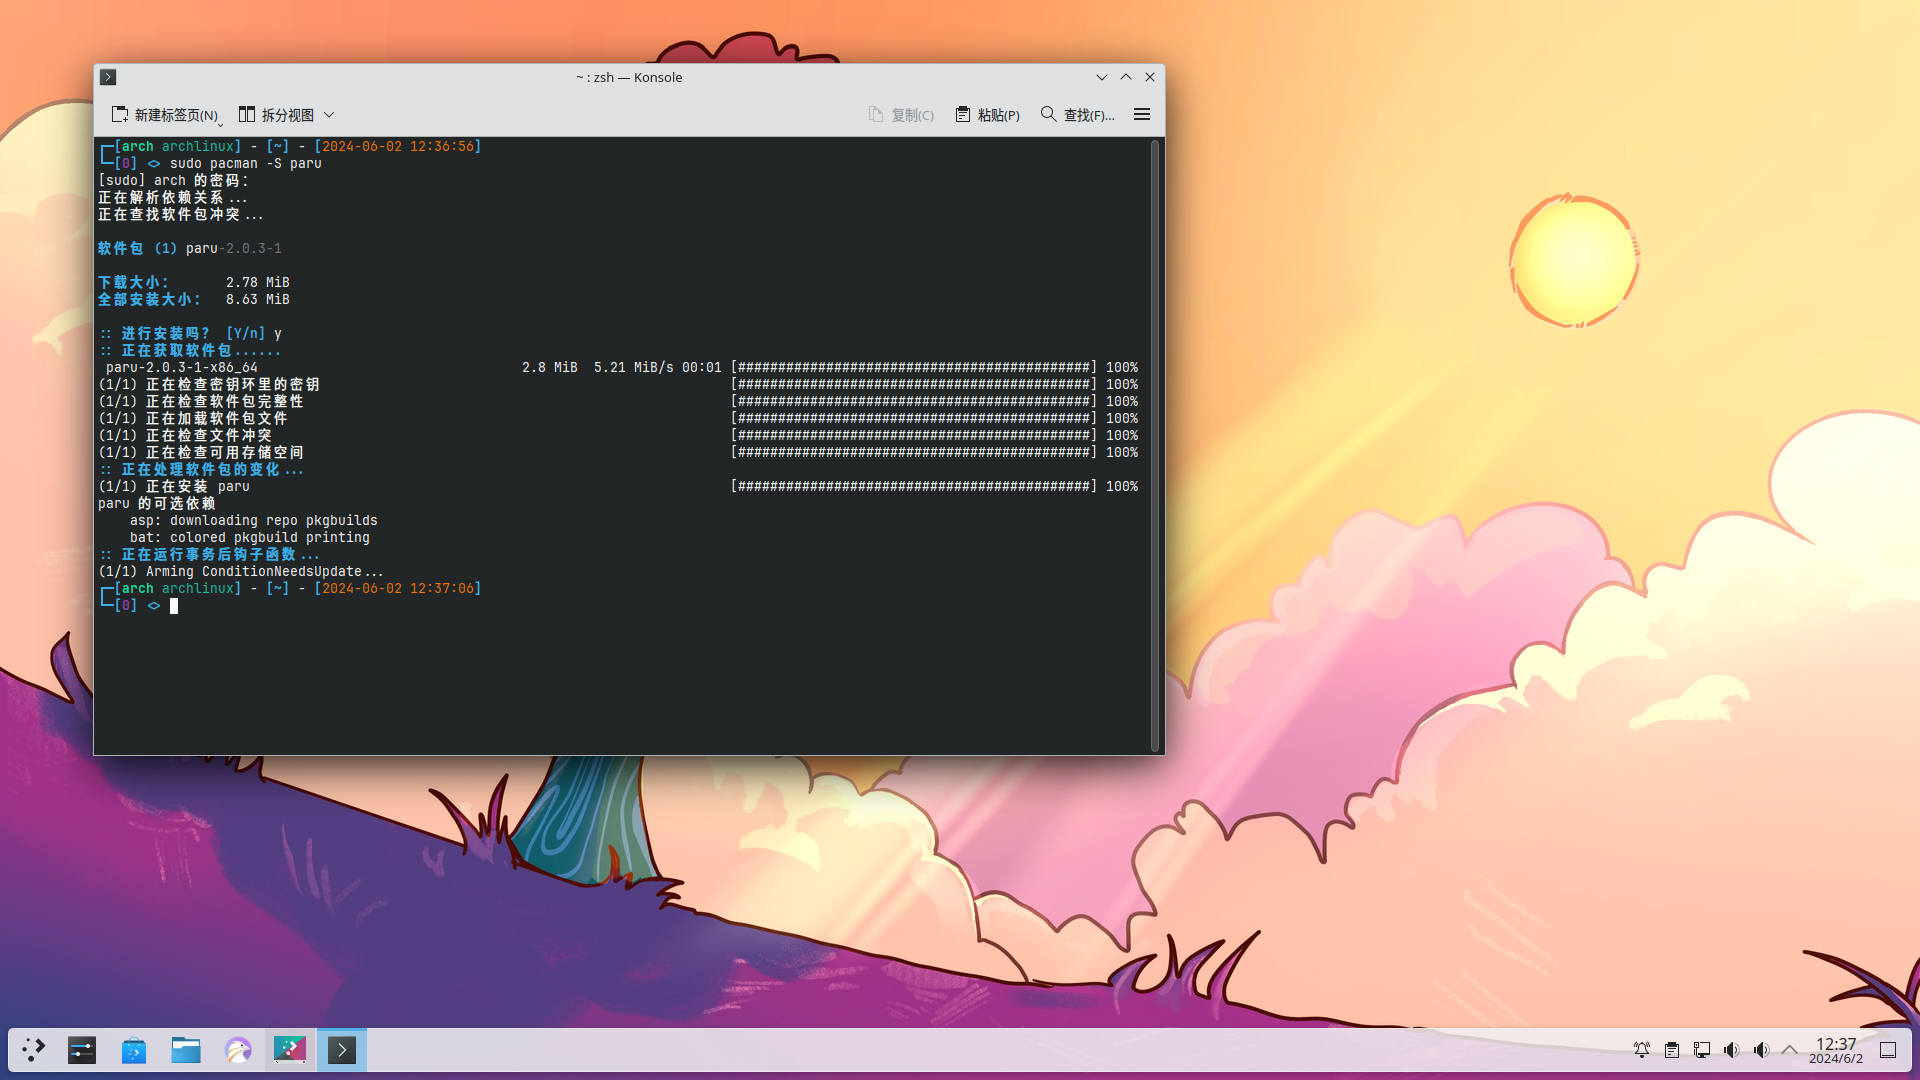 ~ : zsh — Konsole
新建标签页(N) 拆分视图 复制(C) 粘贴(P) 查找(F)...
[arch archlinux] - [~] - [2024-06-02 12:36:56]
[0] <> sudo pacman -S paru
[sudo] arch 的密码：
正在解析依赖关系...
正在查找软件包冲突...
软件包 (1) paru-2.0.3-1
下载大小： 2.78 MiB
全部安装大小： 8.63 MiB
:: 进行安装吗？ [Y/n] y
:: 正在获取软件包......
paru-2.0.3-1-x86_64 2.8 MiB 5.21 MiB/s 00:01 [############################################] 100%
(1/1) 正在检查密钥环里的密钥 [############################################] 100%
(1/1) 正在检查软件包完整性 [############################################] 100%
(1/1) 正在加载软件包文件 [############################################] 100%
(1/1) 正在检查文件冲突 [############################################] 100%
(1/1) 正在检查可用存储空间 [############################################] 100%
:: 正在处理软件包的变化...
(1/1) 正在安装 paru [############################################] 100%
paru 的可选依赖
asp: downloading repo pkgbuilds
bat: colored pkgbuild printing
:: 正在运行事务后钩子函数...
(1/1) Arming ConditionNeedsUpdate...
[arch archlinux] - [~] - [2024-06-02 12:37:06]
[0] <>
12:37
2024/6/2